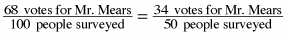 68 votes for Mr. Mears / 100 people surveyed = 34 votes for Mr. Mears / 50 people surveyed